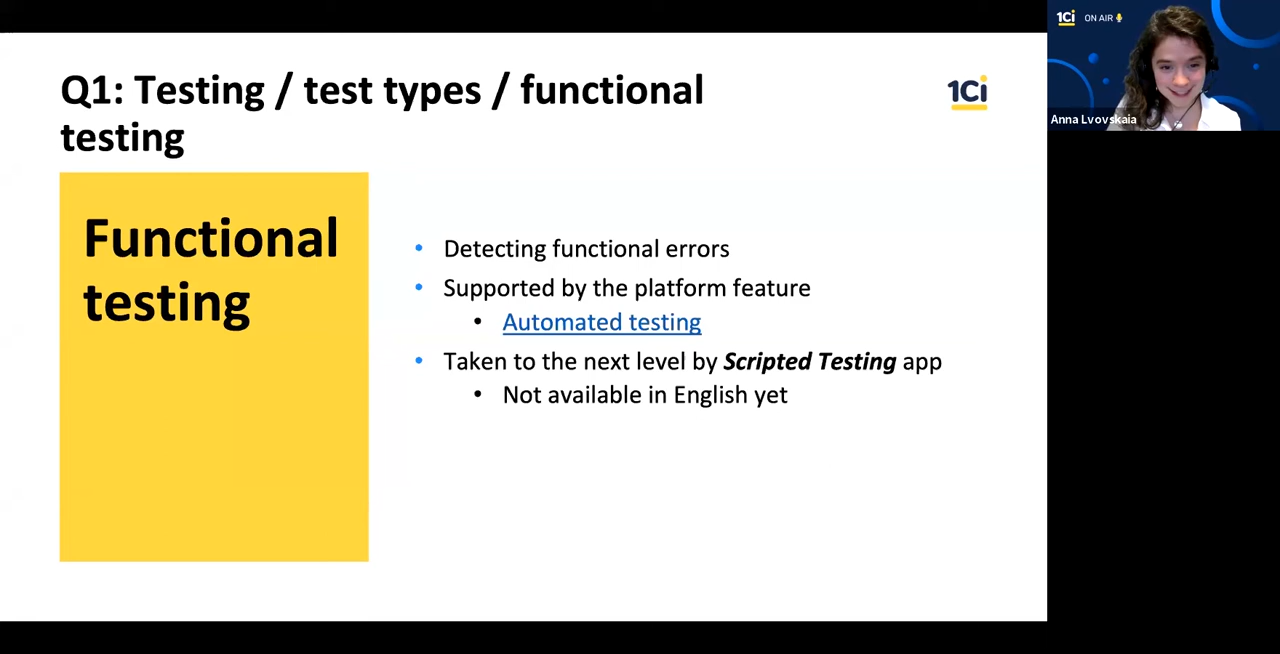 Q1: Testing / test types / functional
testing
1Ci
Functional
testing
• Detecting functional errors
• Supported by the platform feature
• Automated testing
• Taken to the next level by Scripted Testing app
• Not available in English yet
1Ci ON AIR
Anna Lvovskaia